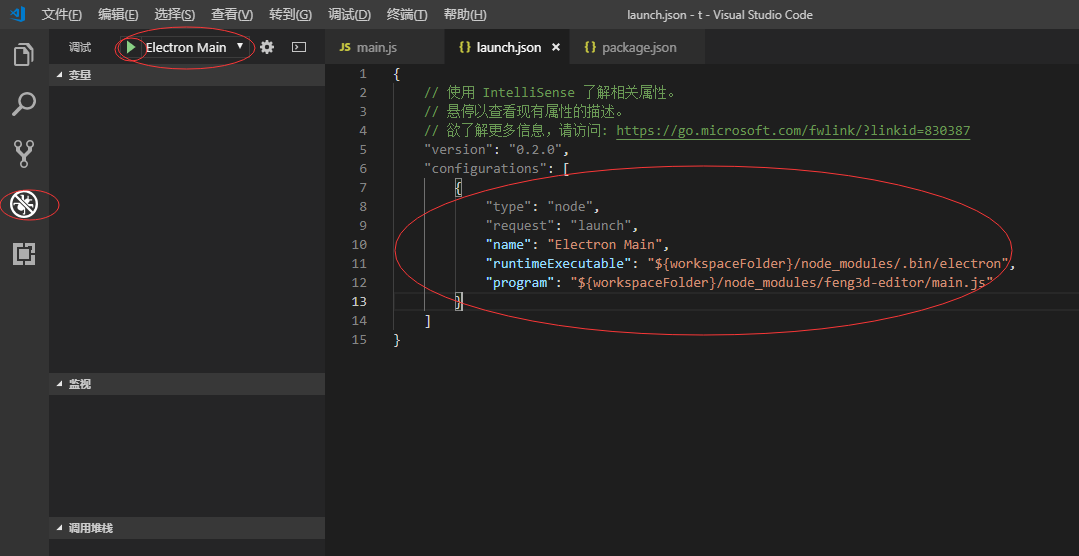 文件(F) 编辑(E) 选择(S) 查看(V) 转到(G) 调试(D) 终端(T) 帮助(H) launch.json - t - Visual Studio Code
调试 Electron Main
JS main.js {} launch.json × {} package.json
变量
监视
调用堆栈
1 {
2 // 使用 IntelliSense 了解相关属性。
3 // 悬停以查看现有属性的描述。
4 // 欲了解更多信息，请访问: https://go.microsoft.com/fwlink/?linkid=830387
5 "version": "0.2.0",
6 "configurations": [
7 {
8 "type": "node",
9 "request": "launch",
10 "name": "Electron Main",
11 "runtimeExecutable": "${workspaceFolder}/node_modules/.bin/electron",
12 "program": "${workspaceFolder}/node_modules/feng3d-editor/main.js"
13 }
14 ]
15 }